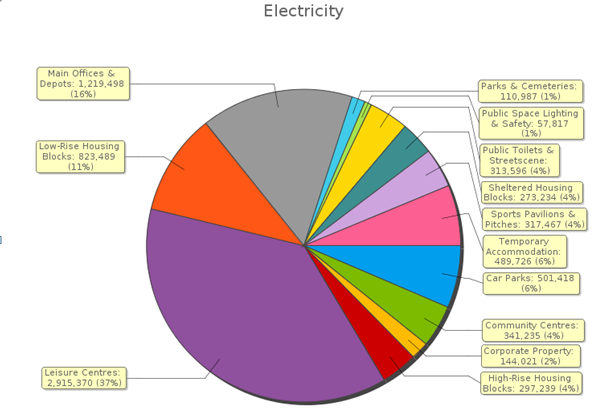 Electricity
Main Offices &
Depots: 1,219,498
(16%)
Low-Rise Housing
Blocks: 823,489
(11%)
Leisure Centres:
2,915,370 (37%)
Parks & Cemeteries:
110,987 (1%)
Public Space Lighting
& Safety: 57,817
(1%)
Public Toilets &
Streetscene:
313,596 (4%)
Sheltered Housing
Blocks: 273,234 (4%)
Sports Pavilions &
Pitches: 317,467 (4%)
Temporary
Accommodation:
489,726 (6%)
Car Parks: 501,418
(6%)
Community Centres:
341,235 (4%)
Corporate Property:
144,021 (2%)
High-Rise Housing
Blocks: 297,239 (4%)